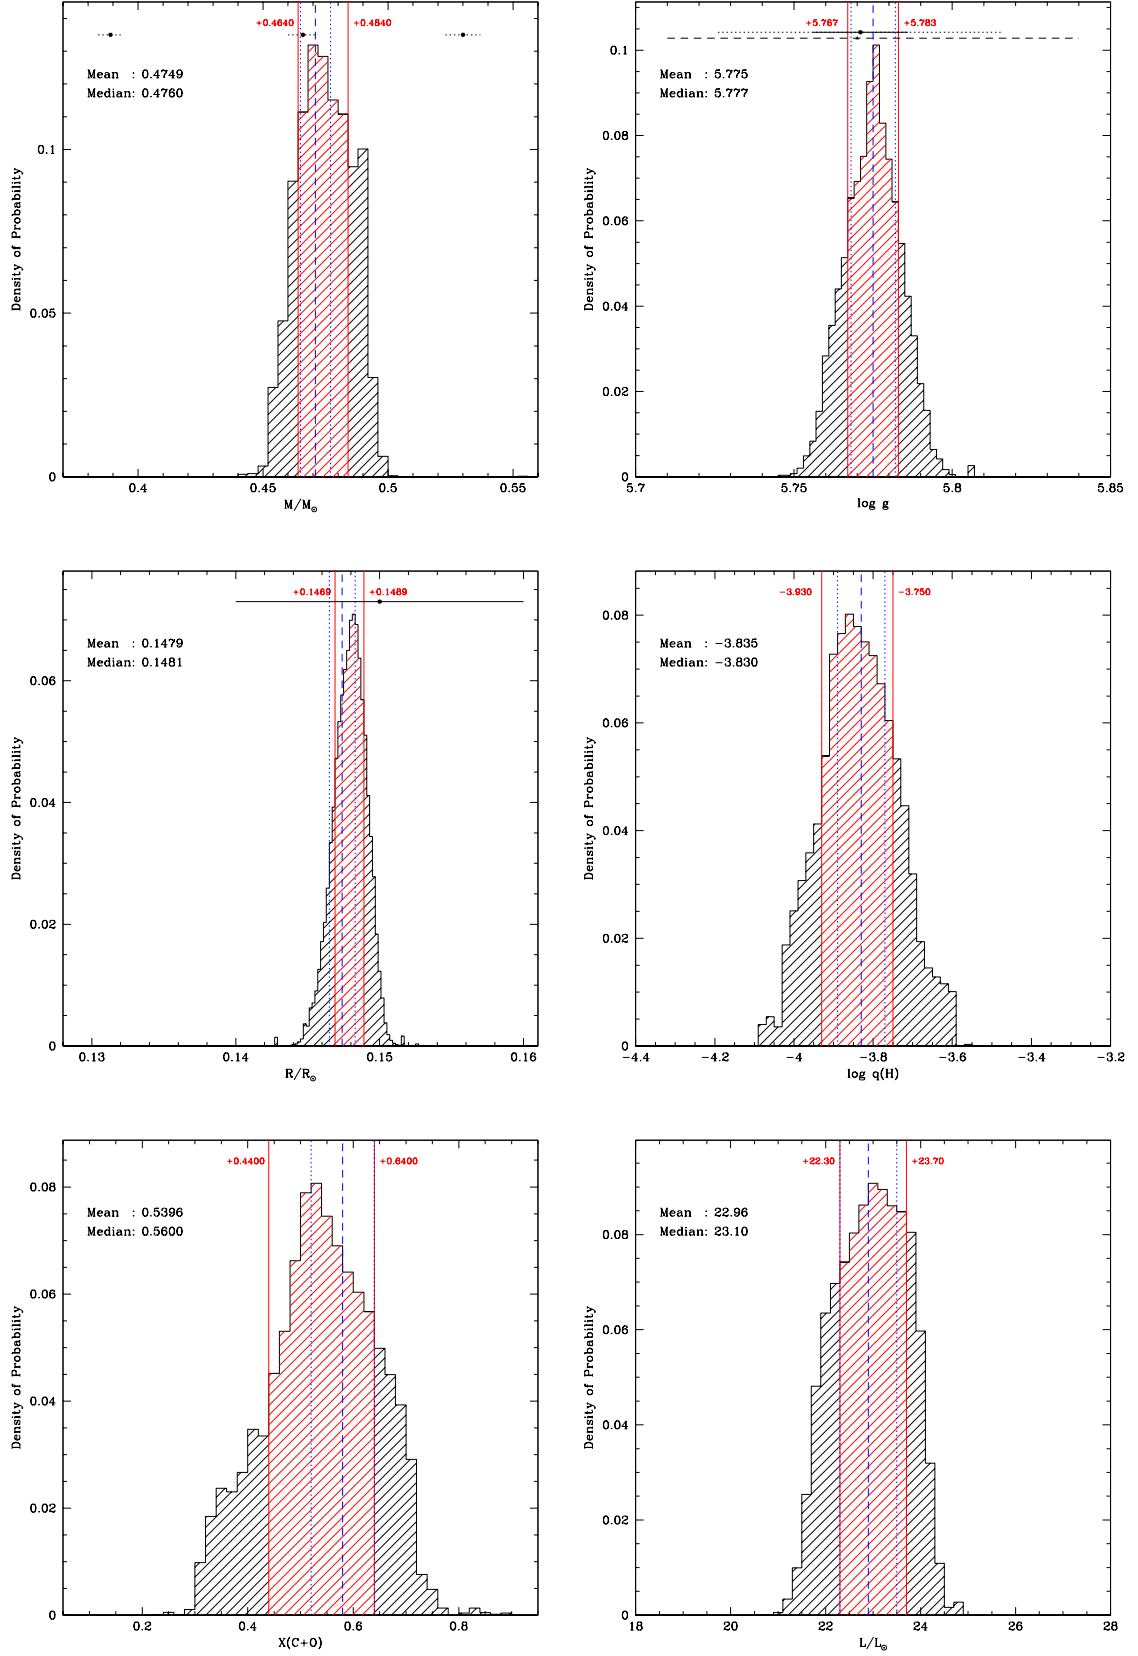 +0.4640 +0.4840
Mean : 0.4749
Median: 0.4760
0.1
0.05
0
Density of Probability
0.4 0.45 0.5 0.55
M/M☉
+5.767 +5.783
Mean : 5.775
Median: 5.777
0.1
0.08
0.06
0.04
0.02
0
Density of Probability
5.7 5.75 5.8 5.85
log g
+0.1469 +0.1489
Mean : 0.1479
Median: 0.1481
0.06
0.04
0.02
0
Density of Probability
0.13 0.14 0.15 0.16
R/R☉
−3.930 −3.750
Mean : −3.835
Median: −3.830
0.08
0.06
0.04
0.02
0
Density of Probability
−4.4 −4.2 −4 −3.8 −3.6 −3.4 −3.2
log q(H)
+0.4400 +0.6400
Mean : 0.5396
Median: 0.5600
0.08
0.06
0.04
0.02
0
Density of Probability
0.2 0.4 0.6 0.8
X(C+O)
+22.30 +23.70
Mean : 22.96
Median: 23.10
0.08
0.06
0.04
0.02
0
Density of Probability
18 20 22 24 26 28
L/L☉